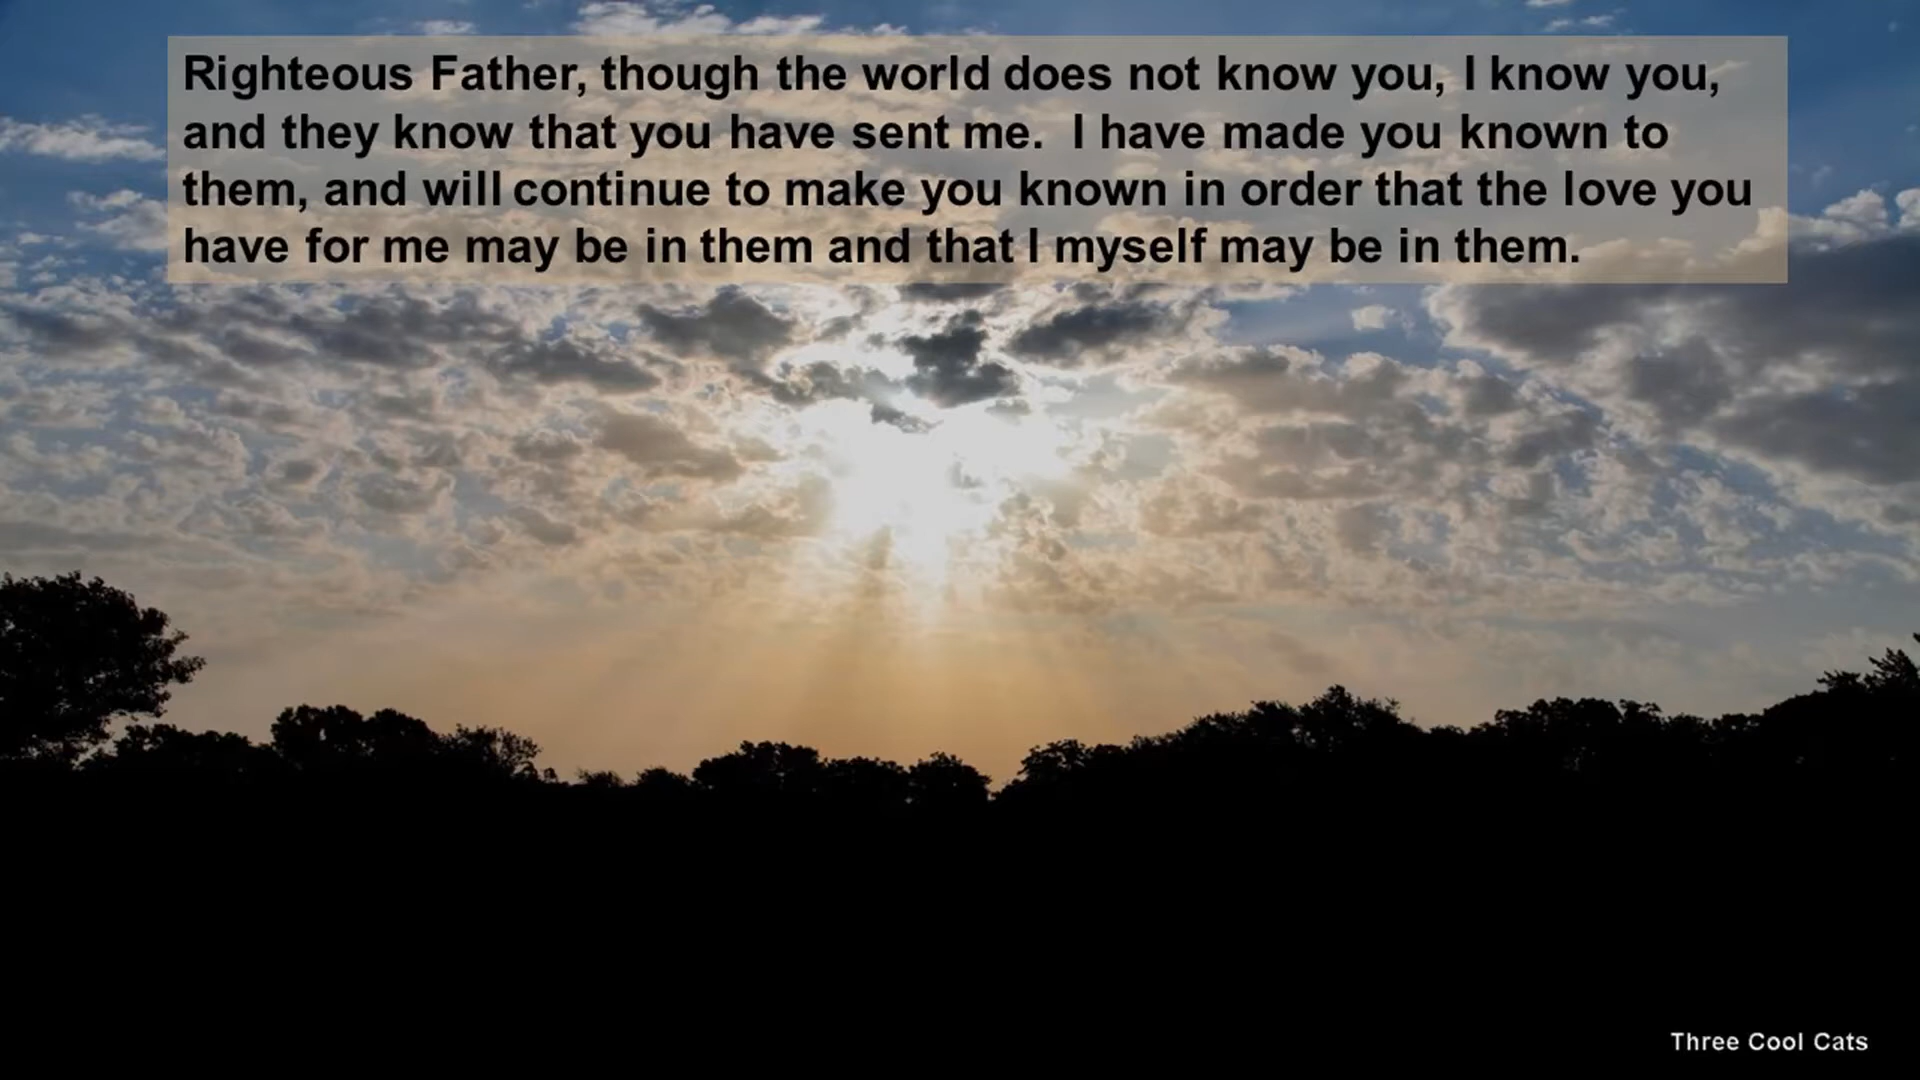 Righteous Father, though the world does not know you, I know you,
and they know that you have sent me.  I have made you known to
them, and will continue to make you known in order that the love you
have for me may be in them and that I myself may be in them.
Three Cool Cats